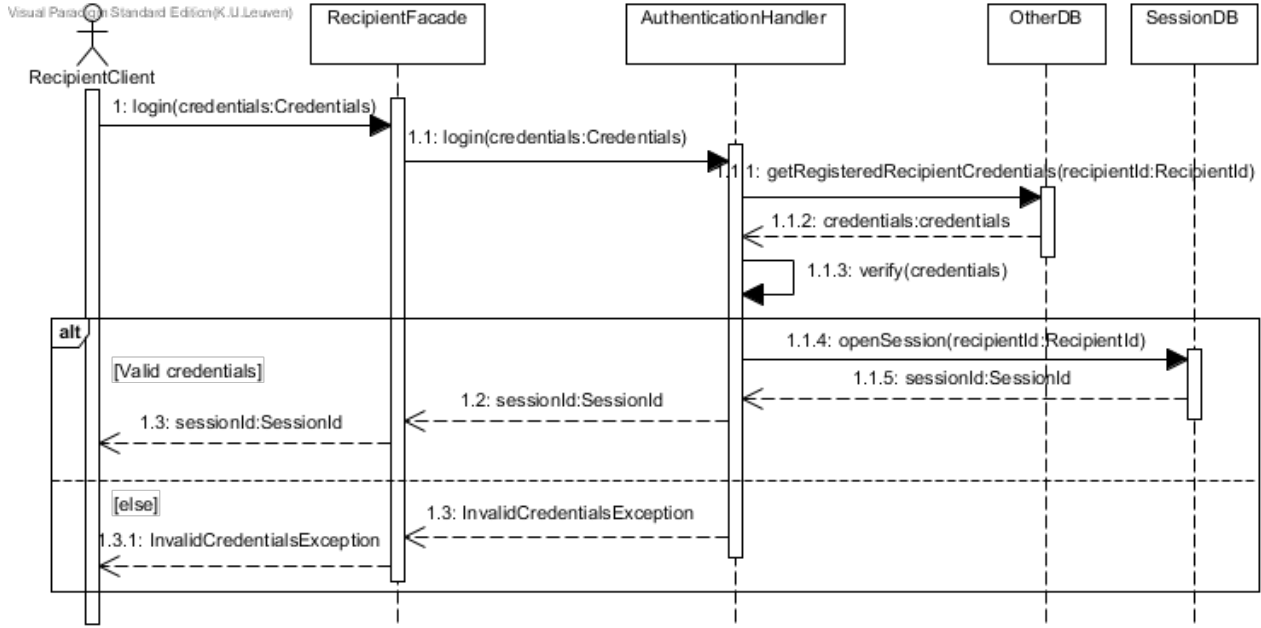 Visual Paradigm Standard Edition(K.U.Leuven)
RecipientFacade
AuthenticationHandler
OtherDB
SessionDB
RecipientClient
1: login(credentials:Credentials)
1.1: login(credentials:Credentials)
1.1.1: getRegisteredRecipientCredentials(recipientId:RecipientId)
1.1.2: credentials:credentials
1.1.3: verify(credentials)
alt
1.1.4: openSession(recipientId:RecipientId)
[Valid credentials]
1.1.5: sessionId:SessionId
1.2: sessionId:SessionId
1.3: sessionId:SessionId
[else]
1.3: InvalidCredentialsException
1.3.1: InvalidCredentialsException